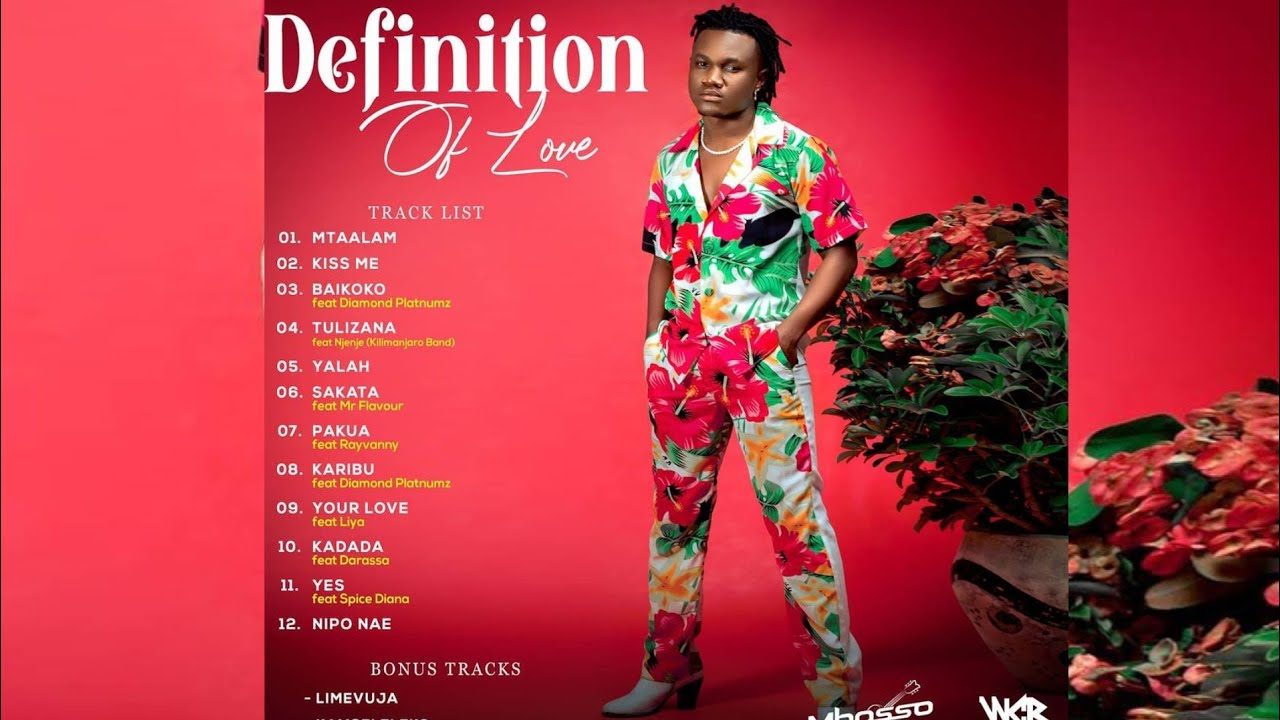 Definition
Of Love
TRACK LIST
01. MTAALAM
02. KISS ME
03. BAIKOKO
feat Diamond Platnumz
04. TULIZANA
feat Njenje (Kilimanjaro Band)
05. YALAH
06. SAKATA
feat Mr Flavour
07. PAKUA
feat Rayvanny
08. KARIBU
feat Diamond Platnumz
09. YOUR LOVE
feat Liya
10. KADADA
feat Darassa
11. YES
feat Spice Diana
12. NIPO NAE
BONUS TRACKS
- LIMEVUJA
Mbosso
WCB